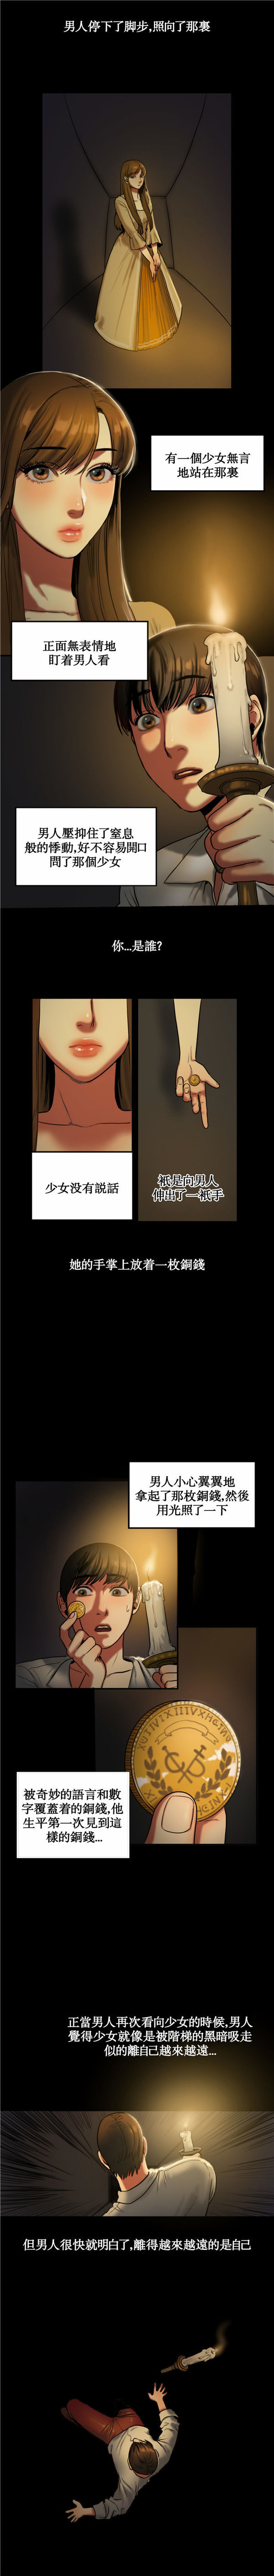 男人停下了脚步,照向了那裏
有一個少女無言
地站在那裏
正面無表情地
盯着男人看
男人壓抑住了窒息
般的悸動,好不容易開口
問了那個少女
你...是誰?
少女没有説話
衹是向男人
伸出了一衹手
她的手掌上放着一枚銅錢
男人小心翼翼地
拿起了那枚銅錢,然後
用光照了一下
被奇妙的語言和數
字覆蓋着的銅錢,他
生平第一次見到這
樣的銅錢...
正當男人再次看向少女的時候,男人
覺得少女就像是被階梯的黑暗吸走
似的離自己越來越遠...
但男人很快就明白了,離得越來越遠的是自己